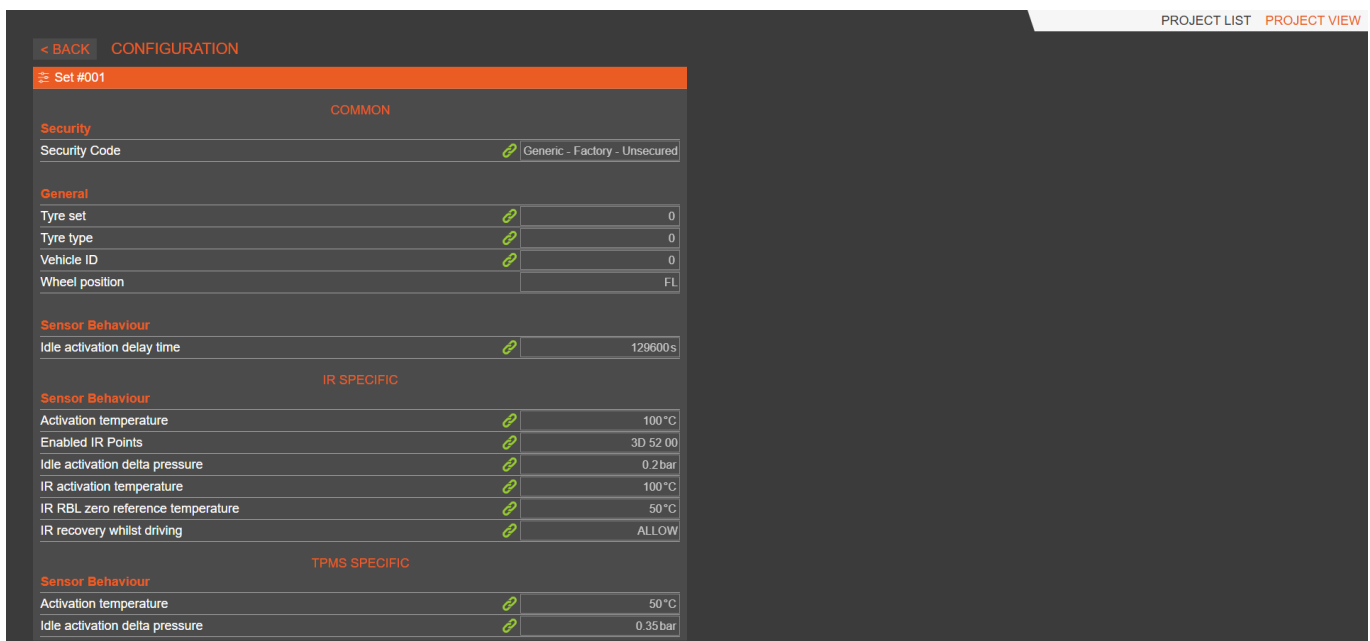 PROJECT LIST PROJECT VIEW
< BACK CONFIGURATION
Set #001
COMMON
Security
Security Code Generic - Factory - Unsecured
General
Tyre set 0
Tyre type 0
Vehicle ID 0
Wheel position FL
Sensor Behaviour
Idle activation delay time 129600s
IR SPECIFIC
Sensor Behaviour
Activation temperature 100°C
Enabled IR Points 3D 52 00
Idle activation delta pressure 0.2bar
IR activation temperature 100°C
IR RBL zero reference temperature 50°C
IR recovery whilst driving ALLOW
TPMS SPECIFIC
Sensor Behaviour
Activation temperature 50°C
Idle activation delta pressure 0.35bar